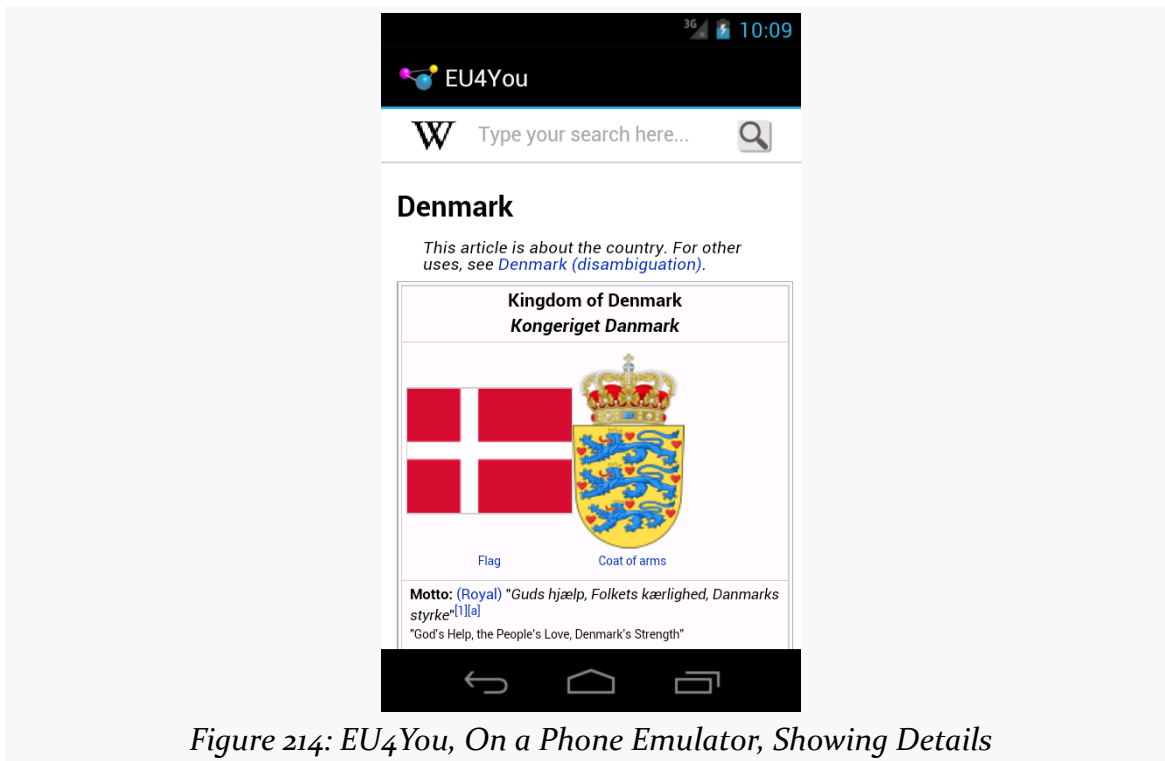 3G 10:09
EU4You
W Type your search here...
Denmark
This article is about the country. For other
uses, see Denmark (disambiguation).
Kingdom of Denmark
Kongeriget Danmark
Flag Coat of arms
Motto: (Royal) "Guds hjælp, Folkets kærlighed, Danmarks
styrke"[1][a]
"God's Help, the People's Love, Denmark's Strength"
Figure 214: EU4You, On a Phone Emulator, Showing Details